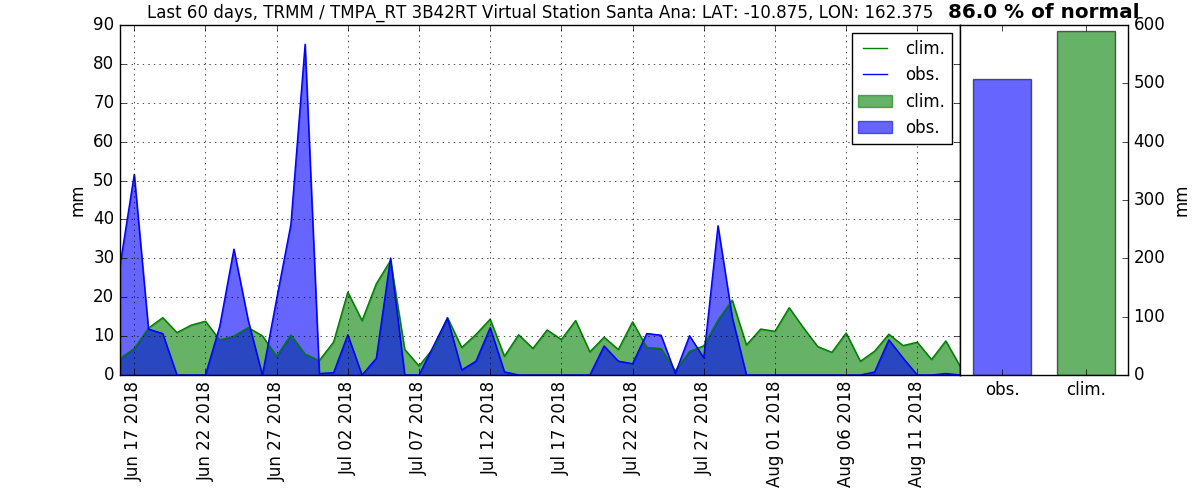 Last 60 days, TRMM / TMPA_RT 3B42RT Virtual Station Santa Ana: LAT: -10.875, LON: 162.375
86.0 % of normal
90
80
70
60
50
40
30
20
10
0
mm
clim.
obs.
clim.
obs.
Jun 17 2018
Jun 22 2018
Jun 27 2018
Jul 02 2018
Jul 07 2018
Jul 12 2018
Jul 17 2018
Jul 22 2018
Jul 27 2018
Aug 01 2018
Aug 06 2018
Aug 11 2018
600
500
400
300
200
100
0
mm
obs.
clim.